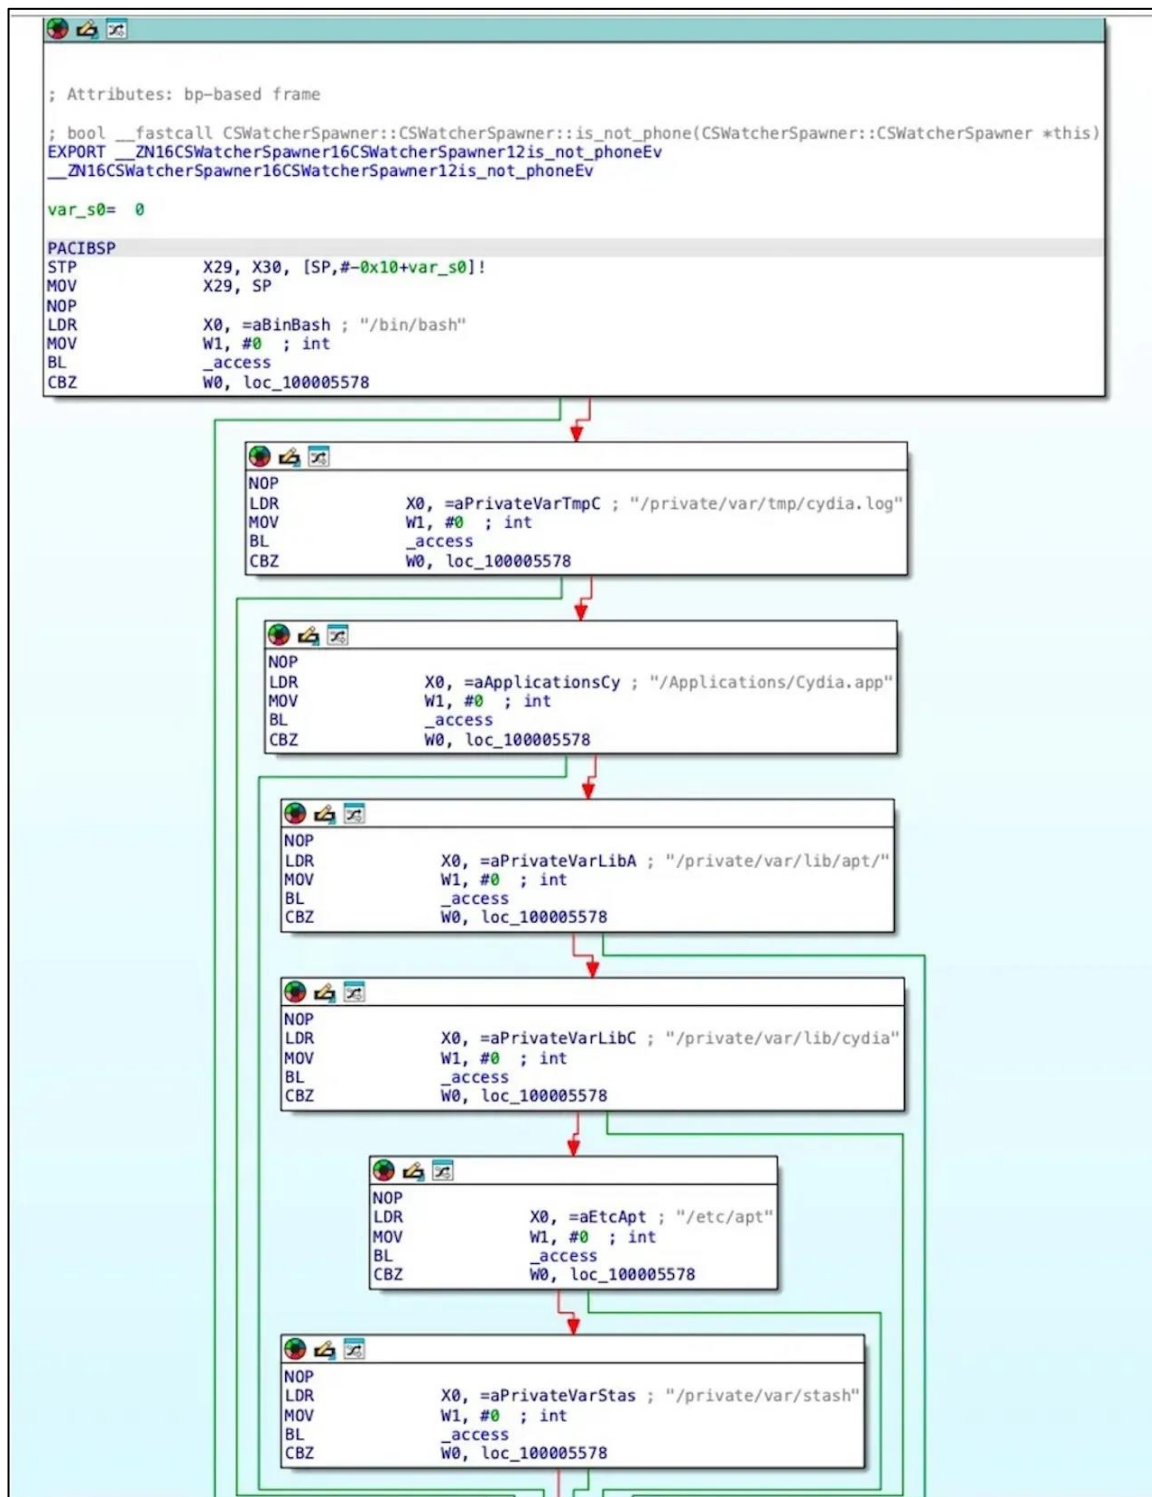 ; Attributes: bp-based frame
; bool __fastcall CSWatcherSpawner::CSWatcherSpawner::is_not_phone(CSWatcherSpawner::CSWatcherSpawner *this)
EXPORT __ZN16CSWatcherSpawner16CSWatcherSpawner12is_not_phoneEv
__ZN16CSWatcherSpawner16CSWatcherSpawner12is_not_phoneEv
var_s0= 0
PACIBSP
STP X29, X30, [SP,#-0x10+var_s0]!
MOV X29, SP
NOP
LDR X0, =aBinBash ; "/bin/bash"
MOV W1, #0 ; int
BL _access
CBZ W0, loc_100005578
NOP
LDR X0, =aPrivateVarTmpC ; "/private/var/tmp/cydia.log"
MOV W1, #0 ; int
BL _access
CBZ W0, loc_100005578
NOP
LDR X0, =aApplicationsCy ; "/Applications/Cydia.app"
MOV W1, #0 ; int
BL _access
CBZ W0, loc_100005578
NOP
LDR X0, =aPrivateVarLibA ; "/private/var/lib/apt/"
MOV W1, #0 ; int
BL _access
CBZ W0, loc_100005578
NOP
LDR X0, =aPrivateVarLibC ; "/private/var/lib/cydia"
MOV W1, #0 ; int
BL _access
CBZ W0, loc_100005578
NOP
LDR X0, =aEtcApt ; "/etc/apt"
MOV W1, #0 ; int
BL _access
CBZ W0, loc_100005578
NOP
LDR X0, =aPrivateVarStas ; "/private/var/stash"
MOV W1, #0 ; int
BL _access
CBZ W0, loc_100005578